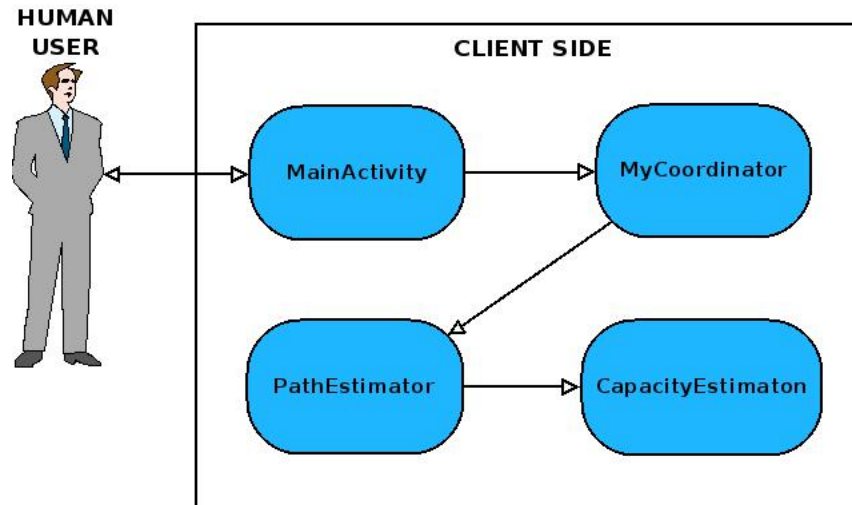 HUMAN
USER
CLIENT SIDE
MainActivity
MyCoordinator
PathEstimator
CapacityEstimaton